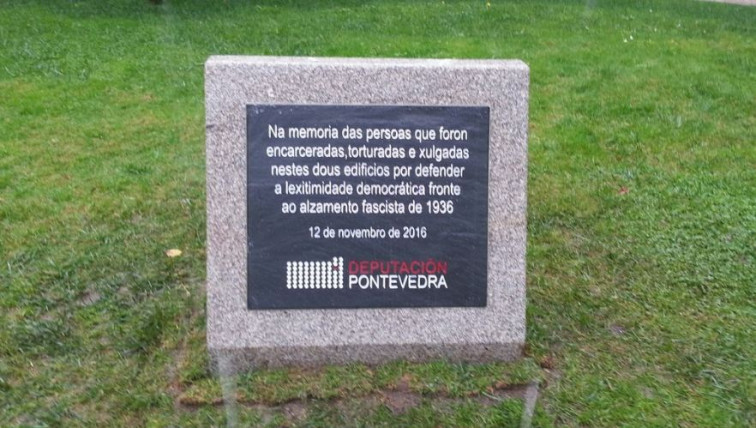 Na memoria das persoas que foron
encarceradas,torturadas e xulgadas
nestes dous edificios por defender
a lexitimidade democrática fronte
ao alzamento fascista de 1936
12 de novembro de 2016
DEPUTACIÓN
PONTEVEDRA